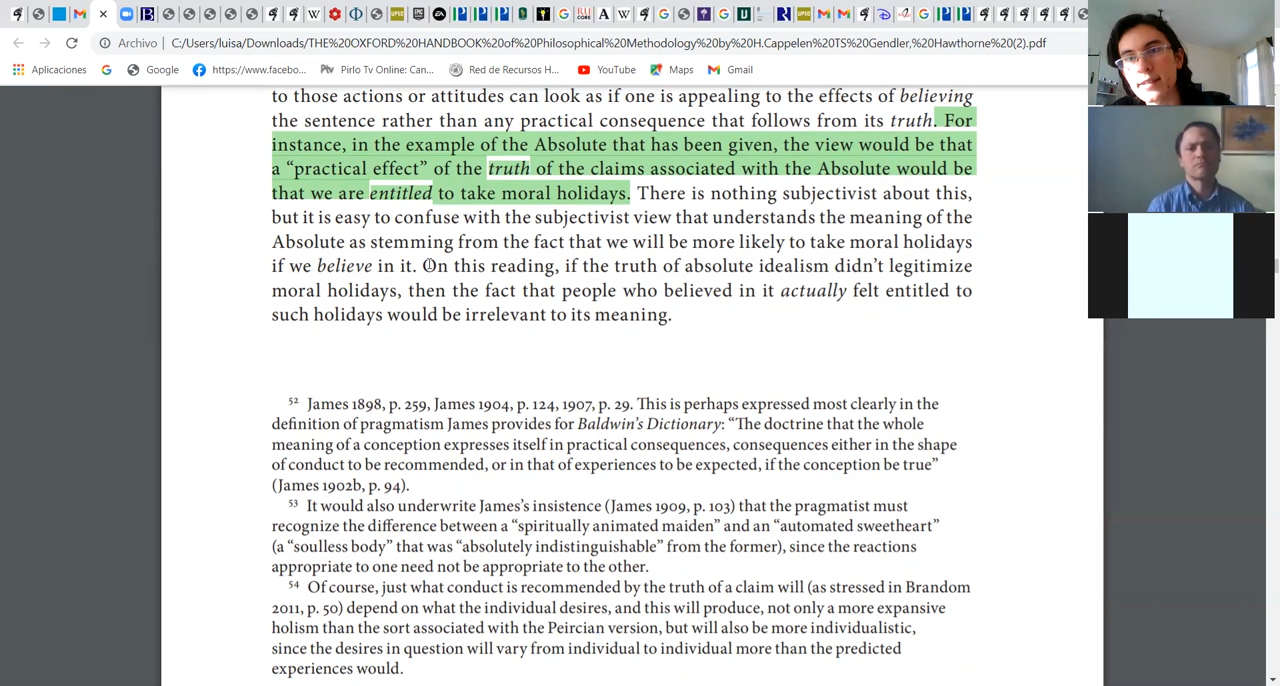 Archivo
C:/Users/luisa/Downloads/THE%20OXFORD%20HANDBOOK%20of%20Philosophical%20Methodology%20by%20H.Cappelen%20TS%20Gendler,%20Hawthorne%20(2).pdf
Aplicaciones
Google
https://www.facebo...
Ptv Pirlo Tv Online: Can...
Red de Recursos H...
YouTube
Maps
Gmail
to those actions or attitudes can look as if one is appealing to the effects of believing
the sentence rather than any practical consequence that follows from its truth. For
instance, in the example of the Absolute that has been given, the view would be that
a “practical effect” of the truth of the claims associated with the Absolute would be
that we are entitled to take moral holidays. There is nothing subjectivist about this,
but it is easy to confuse with the subjectivist view that understands the meaning of the
Absolute as stemming from the fact that we will be more likely to take moral holidays
if we believe in it. On this reading, if the truth of absolute idealism didn’t legitimize
moral holidays, then the fact that people who believed in it actually felt entitled to
such holidays would be irrelevant to its meaning.
52 James 1898, p. 259, James 1904, p. 124, 1907, p. 29. This is perhaps expressed most clearly in the
definition of pragmatism James provides for Baldwin’s Dictionary: “The doctrine that the whole
meaning of a conception expresses itself in practical consequences, consequences either in the shape
of conduct to be recommended, or in that of experiences to be expected, if the conception be true”
(James 1902b, p. 94).
53 It would also underwrite James’s insistence (James 1909, p. 103) that the pragmatist must
recognize the difference between a “spiritually animated maiden” and an “automated sweetheart”
(a “soulless body” that was “absolutely indistinguishable” from the former), since the reactions
appropriate to one need not be appropriate to the other.
54 Of course, just what conduct is recommended by the truth of a claim will (as stressed in Brandom
2011, p. 50) depend on what the individual desires, and this will produce, not only a more expansive
holism than the sort associated with the Peircian version, but will also be more individualistic,
since the desires in question will vary from individual to individual more than the predicted
experiences would.